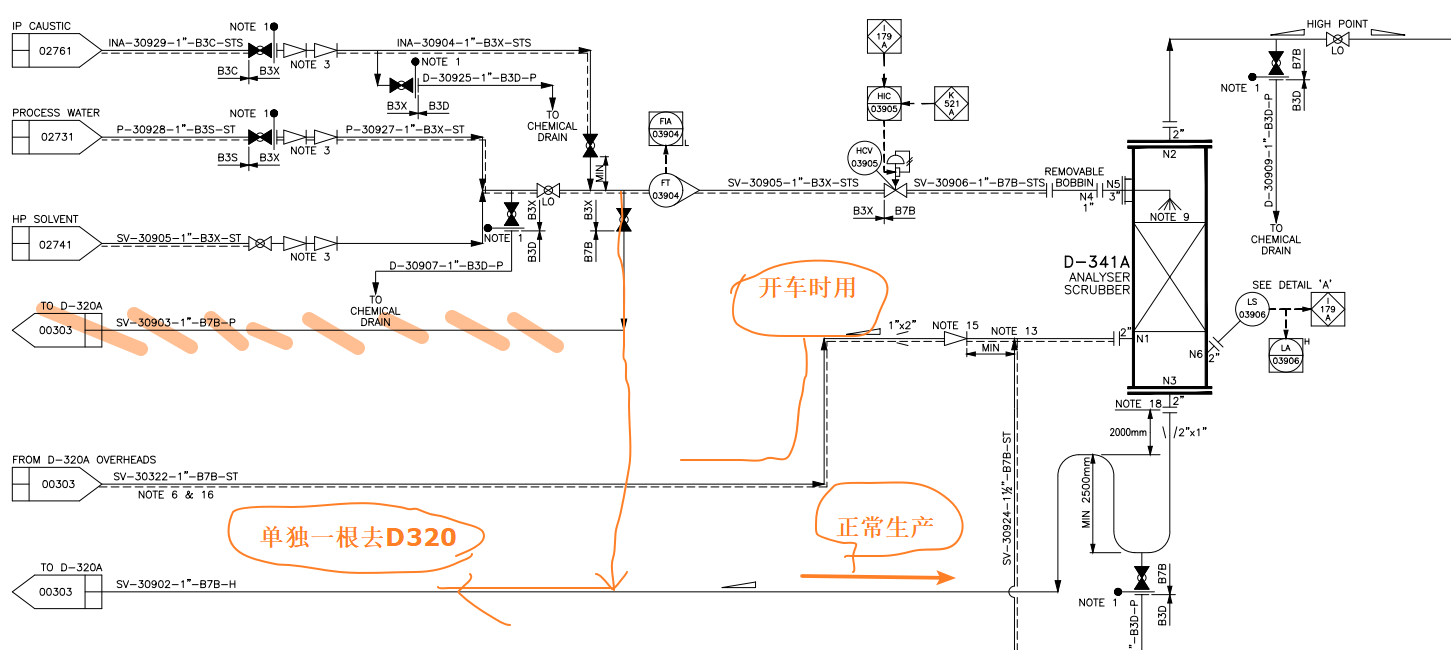 IP CAUSTIC
02761
INA-30929-1"-B3C-STS
NOTE 1
NOTE 3
B3C
B3X
INA-30904-1"-B3X-STS
NOTE 1
D-30925-1"-B3D-P
B3X
B3D
TO
CHEMICAL
DRAIN
PROCESS WATER
02731
P-30928-1"-B3S-ST
NOTE 1
NOTE 3
B3S
B3X
P-30927-1"-B3X-ST
MIN
HP SOLVENT
02741
SV-30905-1"-B3X-ST
NOTE 3
LO
NOTE 1
B3X
B3D
B3X
B7B
D-30907-1"-B3D-P
TO
CHEMICAL
DRAIN
FIA
03904
L
FT
03904
I
179
A
HIC
03905
K
521
A
HCV
03905
SV-30905-1"-B3X-STS
SV-30906-1"-B7B-STS
B3X
B7B
REMOVABLE
BOBBIN
N4
1"
N5
3"
2"
N2
NOTE 9
HIGH POINT
LO
NOTE 1
B7B
B3D
D-30909-1"-B3D-P
TO
CHEMICAL
DRAIN
D-341A
ANALYSER
SCRUBBER
SEE DETAIL 'A'
LS
03906
I
179
A
LA
03906
H
N6
2"
2"
N1
N3
TO D-320A
00303
SV-30903-1"-B7B-P
开车时用
1"x2"
NOTE 15
NOTE 13
MIN
NOTE 18
2"
2000mm
2"x1"
MIN 2500mm
FROM D-320A OVERHEADS
00303
SV-30322-1"-B7B-ST
NOTE 6 & 16
SV-30924-1½"-B7B-ST
单独一根去D320
正常生产
TO D-320A
00303
SV-30902-1"-B7B-H
NOTE 1
B7B
B3D
"-B3D-P